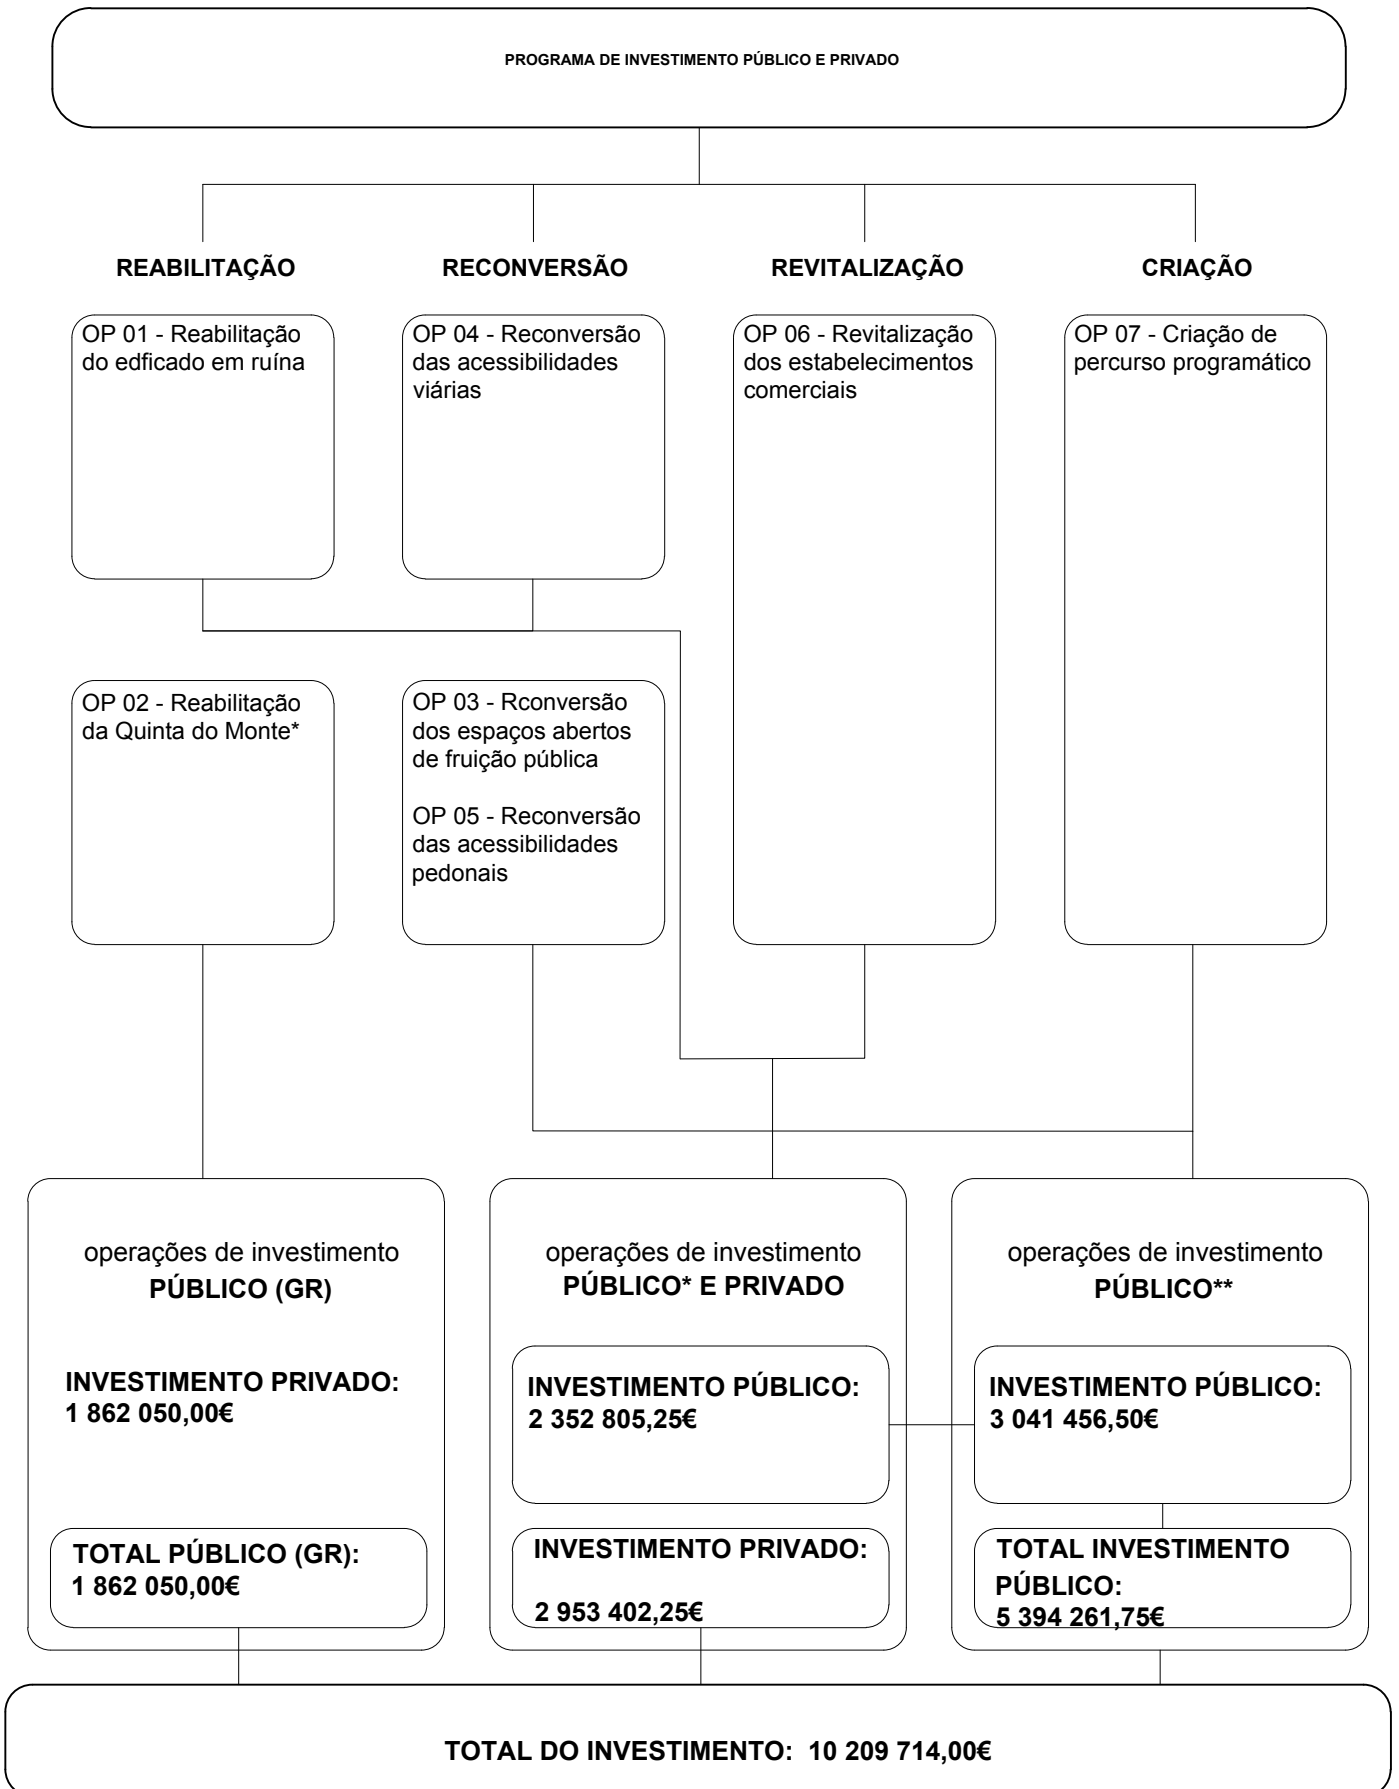 PROGRAMA DE INVESTIMENTO PÚBLICO E PRIVADO
REABILITAÇÃO
RECONVERSÃO
REVITALIZAÇÃO
CRIAÇÃO
OP 01 - Reabilitação
do edficado em ruína
OP 04 - Reconversão
das acessibilidades
viárias
OP 06 - Revitalização
dos estabelecimentos
comerciais
OP 07 - Criação de
percurso programático
OP 02 - Reabilitação
da Quinta do Monte*
OP 03 - Rconversão
dos espaços abertos
de fruição pública
OP 05 - Reconversão
das acessibilidades
pedonais
operações de investimento
PÚBLICO (GR)
INVESTIMENTO PRIVADO:
1 862 050,00€
TOTAL PÚBLICO (GR):
1 862 050,00€
operações de investimento
PÚBLICO* E PRIVADO
INVESTIMENTO PÚBLICO:
2 352 805,25€
INVESTIMENTO PRIVADO:
2 953 402,25€
operações de investimento
PÚBLICO**
INVESTIMENTO PÚBLICO:
3 041 456,50€
TOTAL INVESTIMENTO
PÚBLICO:
5 394 261,75€
TOTAL DO INVESTIMENTO: 10 209 714,00€